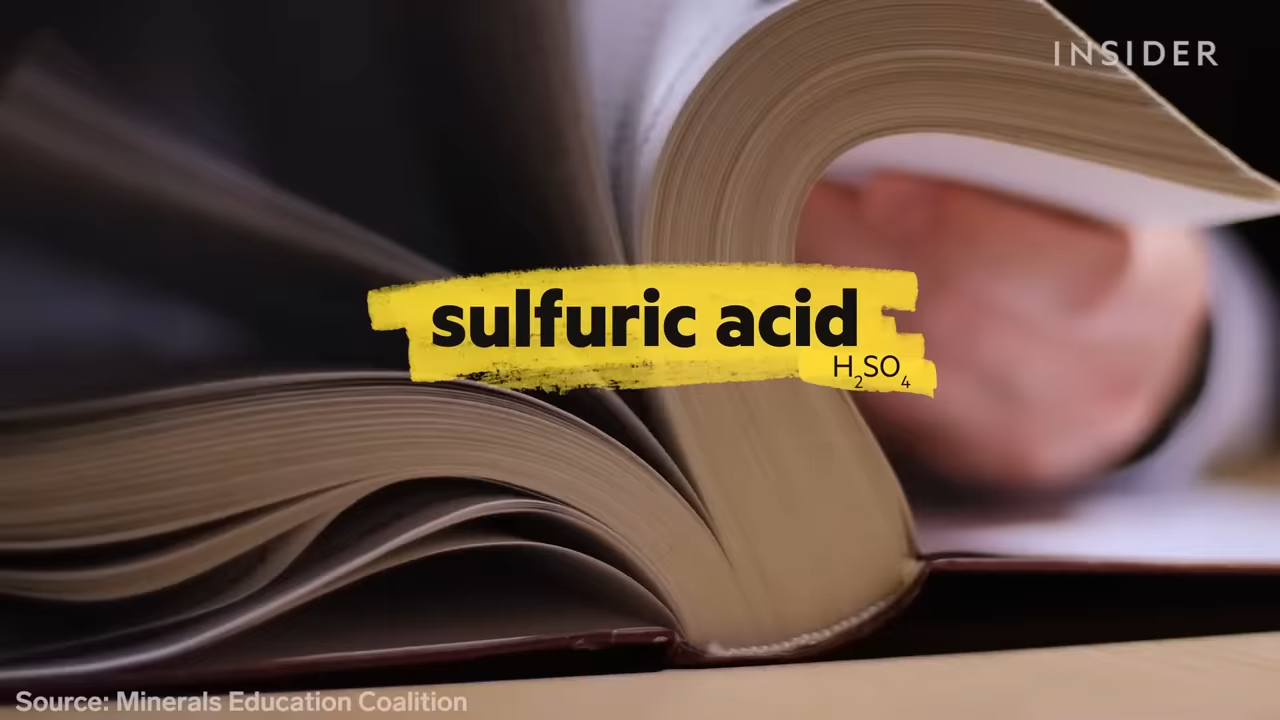 INSIDER
sulfuric acid
H₂SO₄
Source: Minerals Education Coalition